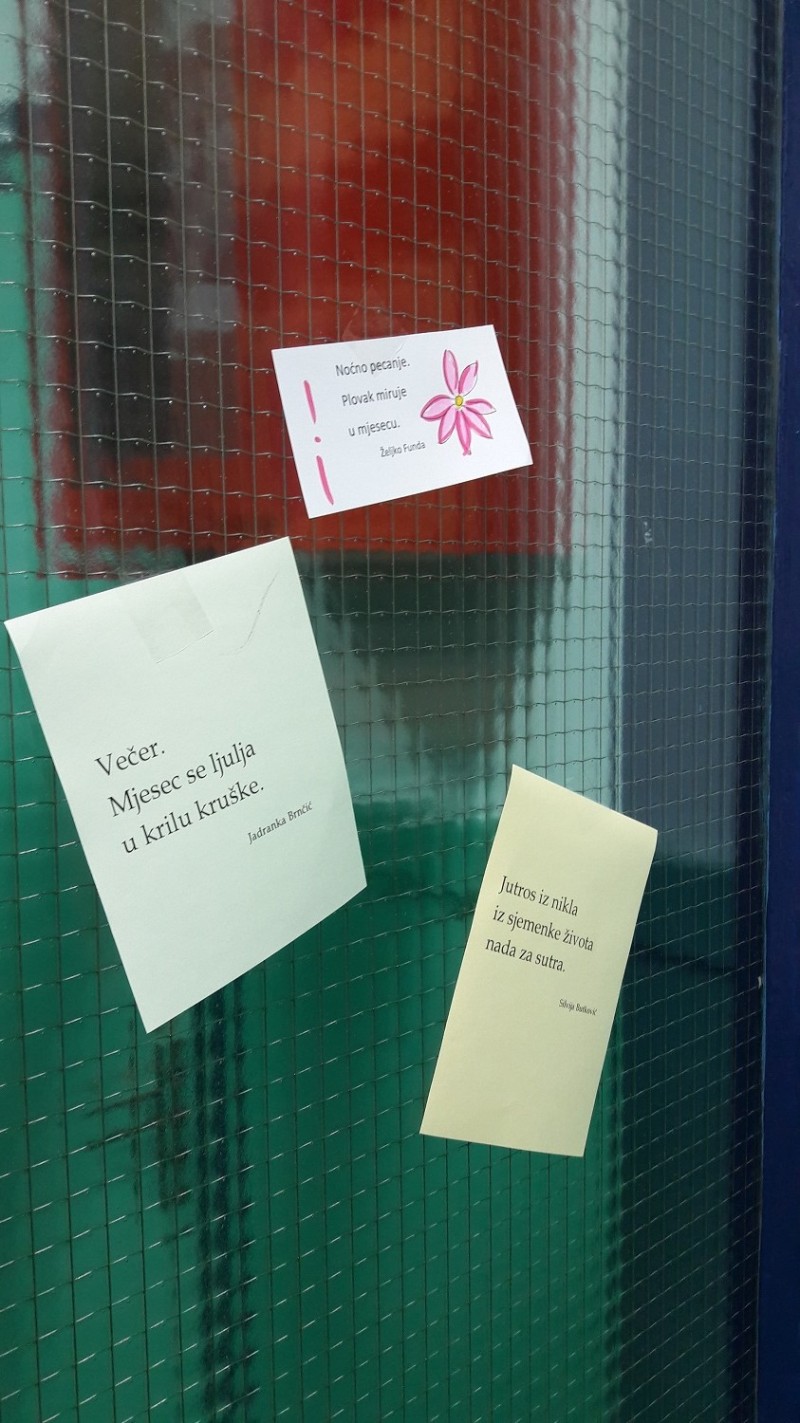 Noćno pecanje.
Plovak miruje
u mjesecu.
Željko Funda
Večer.
Mjesec se ljulja
u krilu kruške.
Jadranka Brnčić
Jutros iz nikla
iz sjemenke života
nada za sutra.
Silvija Butković